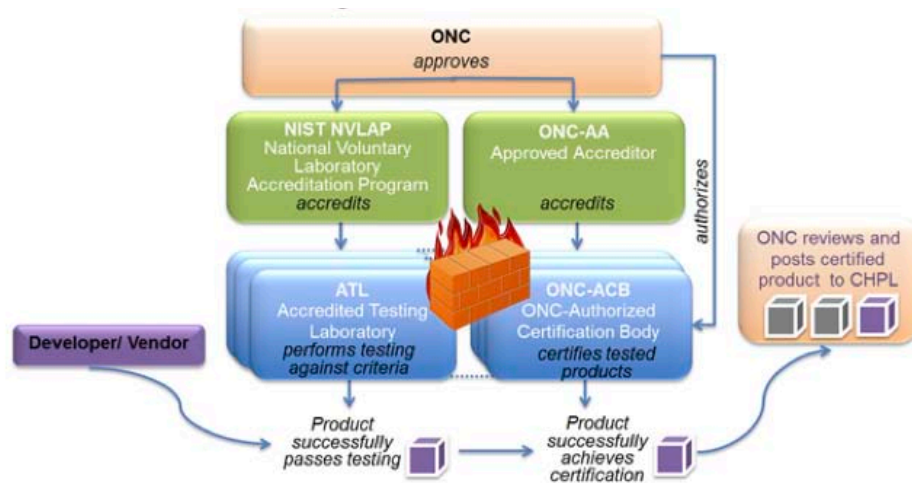 ONC
approves
NIST NVLAP
National Voluntary
Laboratory
Accreditation Program
accredits
ONC-AA
Approved Accreditor
accredits
authorizes
ATL
Accredited Testing
Laboratory
performs testing
against criteria
ONC-ACB
ONC-Authorized
Certification Body
certifies tested
products
ONC reviews and
posts certified
product to CHPL
Developer/ Vendor
Product
successfully
passes testing
Product
successfully
achieves
certification